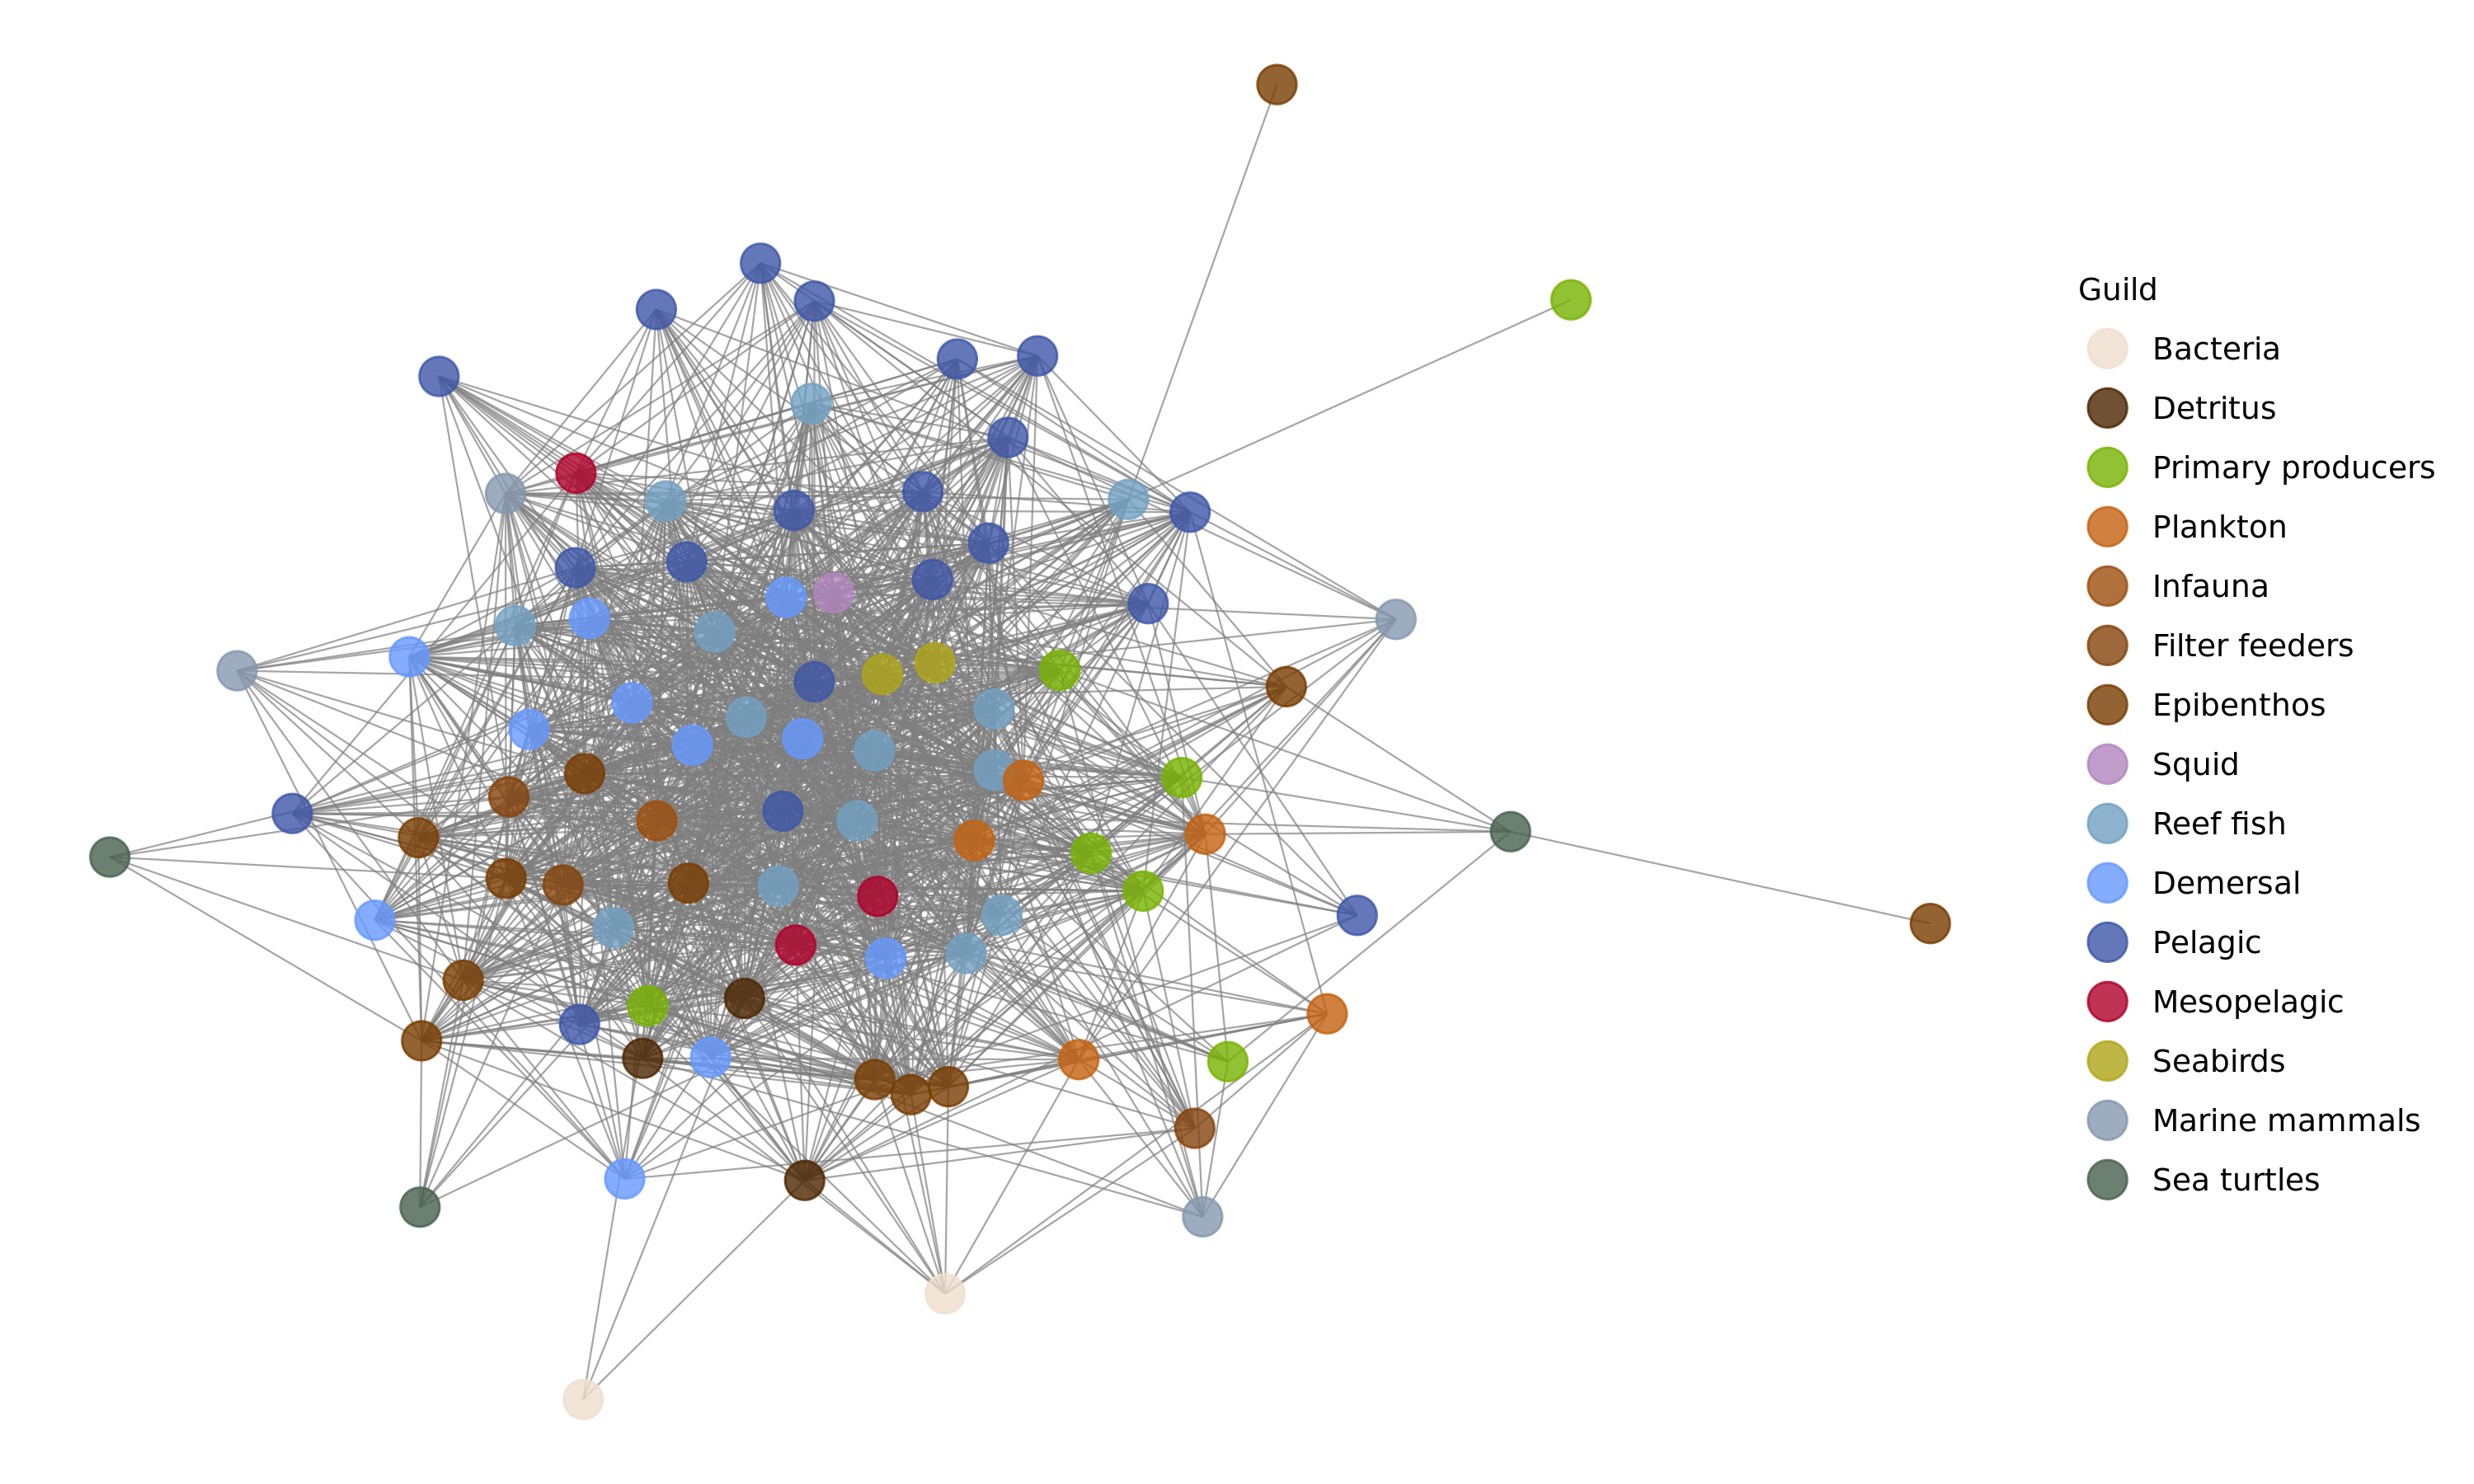 Guild
Bacteria
Detritus
Primary producers
Plankton
Infauna
Filter feeders
Epibenthos
Squid
Reef fish
Demersal
Pelagic
Mesopelagic
Seabirds
Marine mammals
Sea turtles